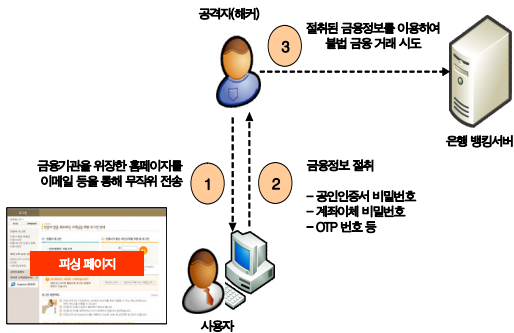 공격자(해커)
절취된 금융정보를 이용하여
불법 금융 거래 시도
3
은행 뱅킹서버
금융기관을 위장한 홈페이지를
이메일 등을 통해 무작위 전송
1
2
금융정보 절취
– 공인인증서 비밀번호
– 계좌이체 비밀번호
– OTP 번호 등
피싱 페이지
사용자